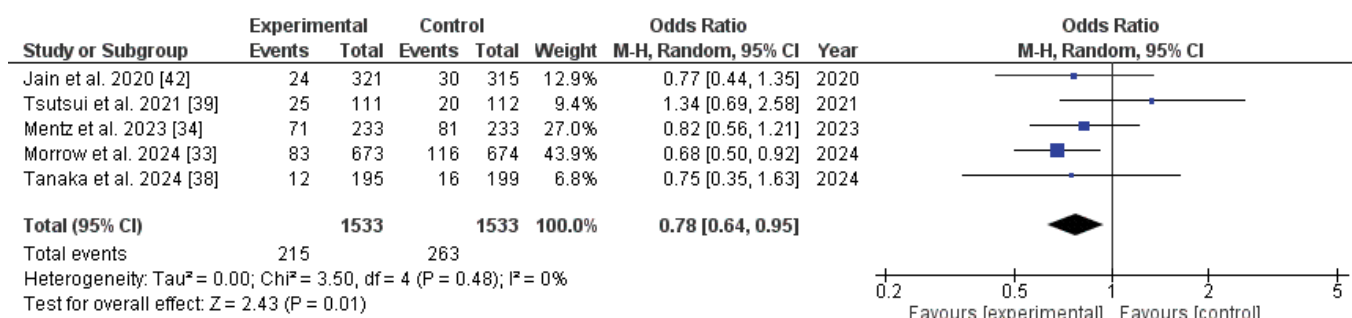 Experimental Control Odds Ratio Odds Ratio
Study or Subgroup Events Total Events Total Weight M-H, Random, 95% CI Year M-H, Random, 95% CI
Jain et al. 2020 [42] 24 321 30 315 12.9% 0.77 [0.44, 1.35] 2020
Tsutsui et al. 2021 [39] 25 111 20 112 9.4% 1.34 [0.69, 2.58] 2021
Mentz et al. 2023 [34] 71 233 81 233 27.0% 0.82 [0.56, 1.21] 2023
Morrow et al. 2024 [33] 83 673 116 674 43.9% 0.68 [0.50, 0.92] 2024
Tanaka et al. 2024 [38] 12 195 16 199 6.8% 0.75 [0.35, 1.63] 2024
Total (95% CI) 1533 1533 100.0% 0.78 [0.64, 0.95]
Total events 215 263
Heterogeneity: Tau² = 0.00; Chi² = 3.50, df = 4 (P = 0.48); I² = 0%
Test for overall effect: Z = 2.43 (P = 0.01)
0.2 0.5 1 2 5
Favours [experimental] Favours [control]